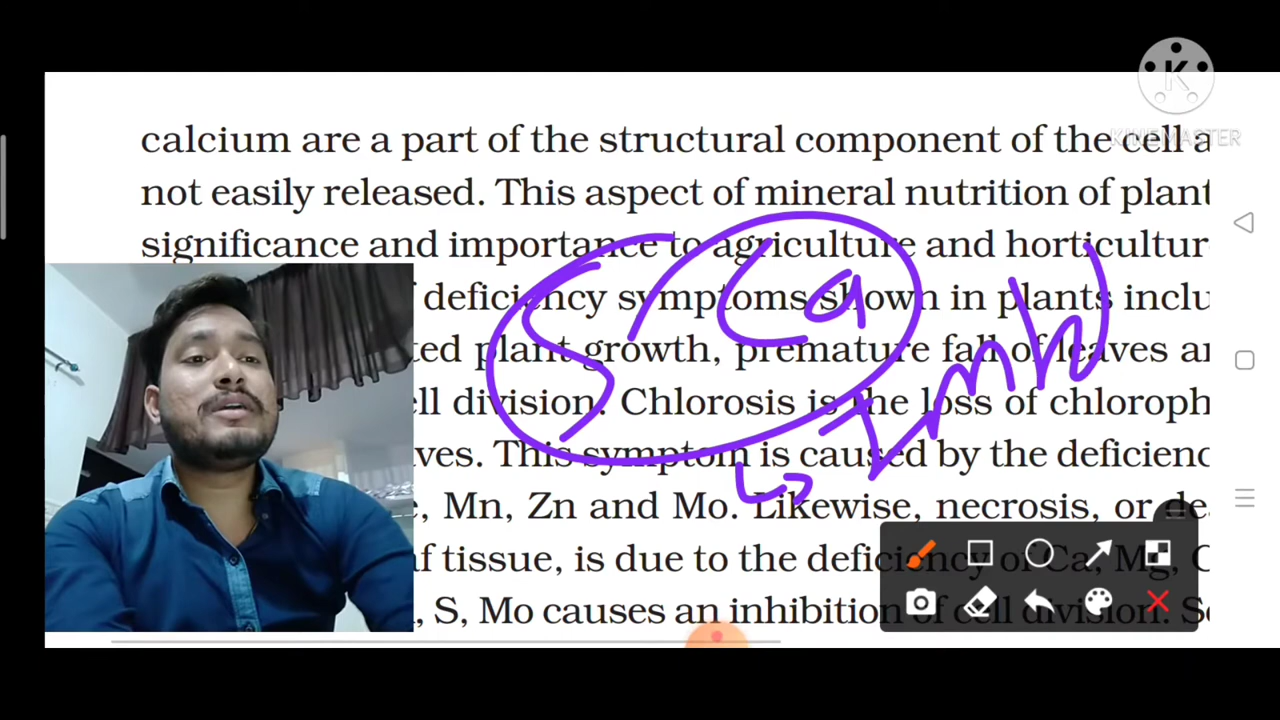 KINEMASTER
calcium are a part of the structural component of the cell a
not easily released. This aspect of mineral nutrition of plant
significance and importance to agriculture and horticultur
f deficiency symptoms shown in plants inclu
ted plant growth, premature fall of leaves an
ell division. Chlorosis is the loss of chloroph
ves. This symptom is caused by the deficienc
, Mn, Zn and Mo. Likewise, necrosis, or de
af tissue, is due to the deficiency of Ca, Mg, C
, S, Mo causes an inhibition of cell division. S
S Ca